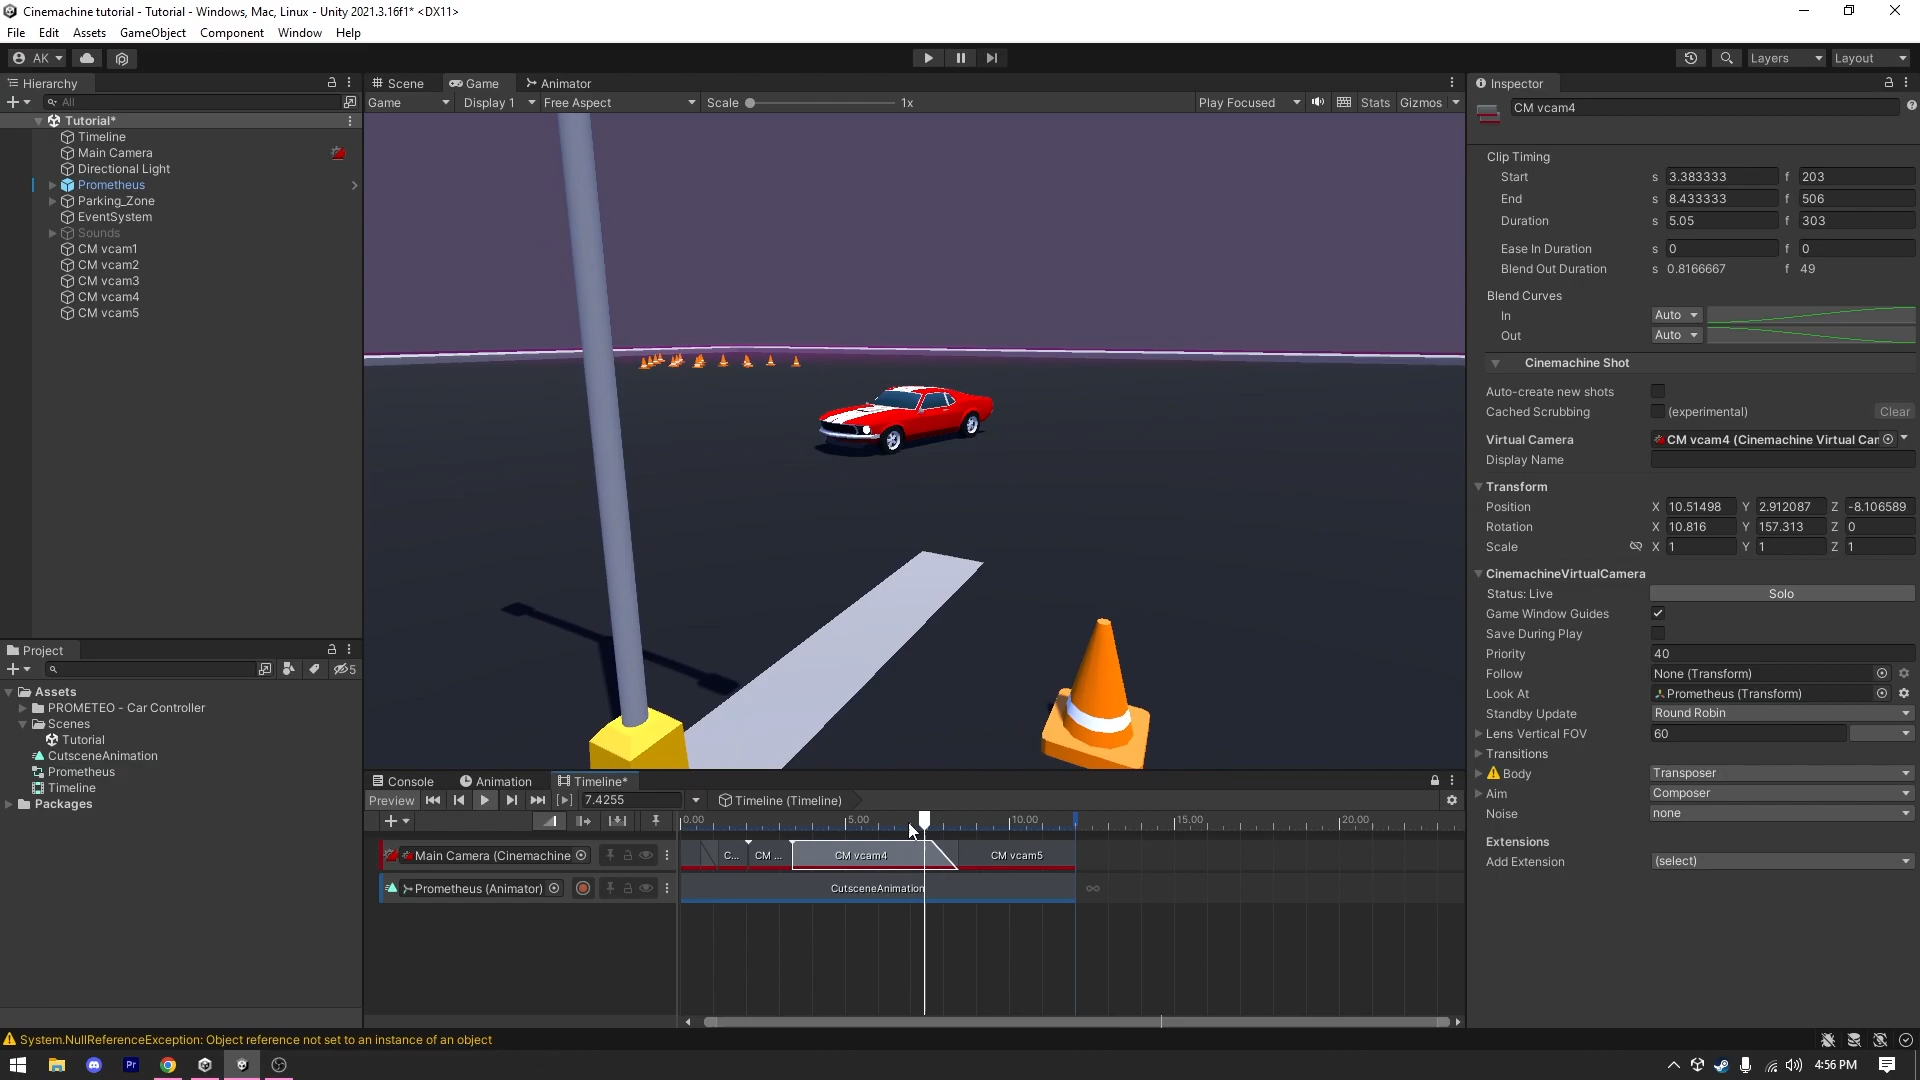 Cinemachine tutorial - Tutorial - Windows, Mac, Linux - Unity 2021.3.16f1* <DX11>
File Edit Assets GameObject Component Window Help
AK Layers Layout
Hierarchy
All
Tutorial*
Timeline
Main Camera
Directional Light
Prometheus
Parking_Zone
EventSystem
Sounds
CM vcam1
CM vcam2
CM vcam3
CM vcam4
CM vcam5
Project
5
Assets
PROMETEO - Car Controller
Scenes
Tutorial
CutsceneAnimation
Prometheus
Timeline
Packages
Scene Game Animator
Game Display 1 Free Aspect Scale 1x Play Focused Stats Gizmos
Console Animation Timeline*
Preview 7.4255 Timeline (Timeline)
0.00 5.00 10.00 15.00 20.00
Main Camera (Cinemachine C... CM ... CM vcam4 CM vcam5
Prometheus (Animator) CutsceneAnimation
Inspector
CM vcam4
Clip Timing
Start s 3.383333 f 203
End s 8.433333 f 506
Duration s 5.05 f 303
Ease In Duration s 0 f 0
Blend Out Duration s 0.8166667 f 49
Blend Curves
In Auto
Out Auto
Cinemachine Shot
Auto-create new shots
Cached Scrubbing (experimental) Clear
Virtual Camera CM vcam4 (Cinemachine Virtual Car
Display Name
Transform
Position X 10.51498 Y 2.912087 Z -8.106589
Rotation X 10.816 Y 157.313 Z 0
Scale X 1 Y 1 Z 1
CinemachineVirtualCamera
Status: Live Solo
Game Window Guides
Save During Play
Priority 40
Follow None (Transform)
Look At Prometheus (Transform)
Standby Update Round Robin
Lens Vertical FOV 60
Transitions
Body Transposer
Aim Composer
Noise none
Extensions
Add Extension (select)
System.NullReferenceException: Object reference not set to an instance of an object
Pr 4:56 PM